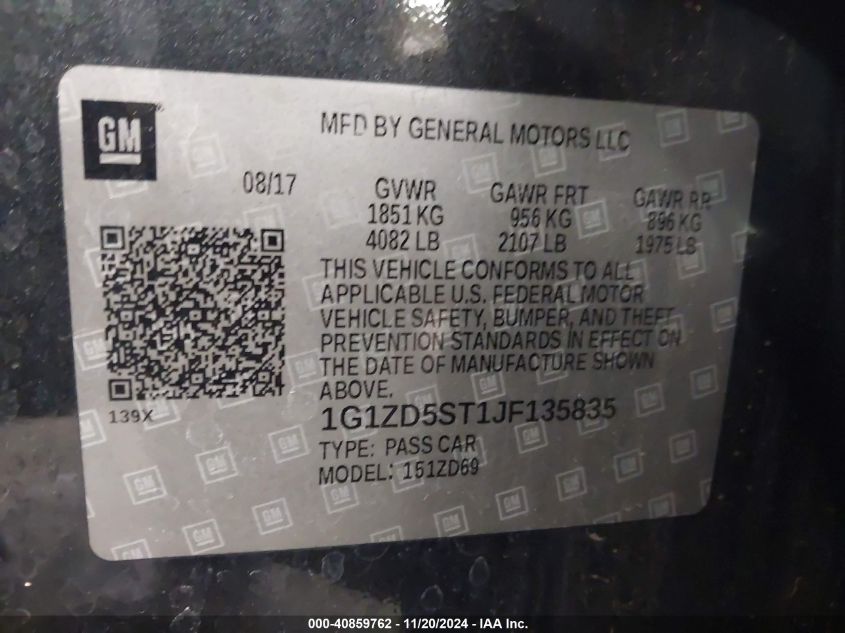 GM
MFD BY GENERAL MOTORS LLC
08/17
GVWR GAWR FRT GAWR RR
1851 KG 956 KG 896 KG
4082 LB 2107 LB 1975 LB
THIS VEHICLE CONFORMS TO ALL
APPLICABLE U.S. FEDERAL MOTOR
VEHICLE SAFETY, BUMPER, AND THEFT
PREVENTION STANDARDS IN EFFECT ON
THE DATE OF MANUFACTURE SHOWN
ABOVE.
139X
1G1ZD5ST1JF135835
TYPE: PASS CAR
MODEL: 1S1ZD69
000-40859762 - 11/20/2024 - IAA Inc.